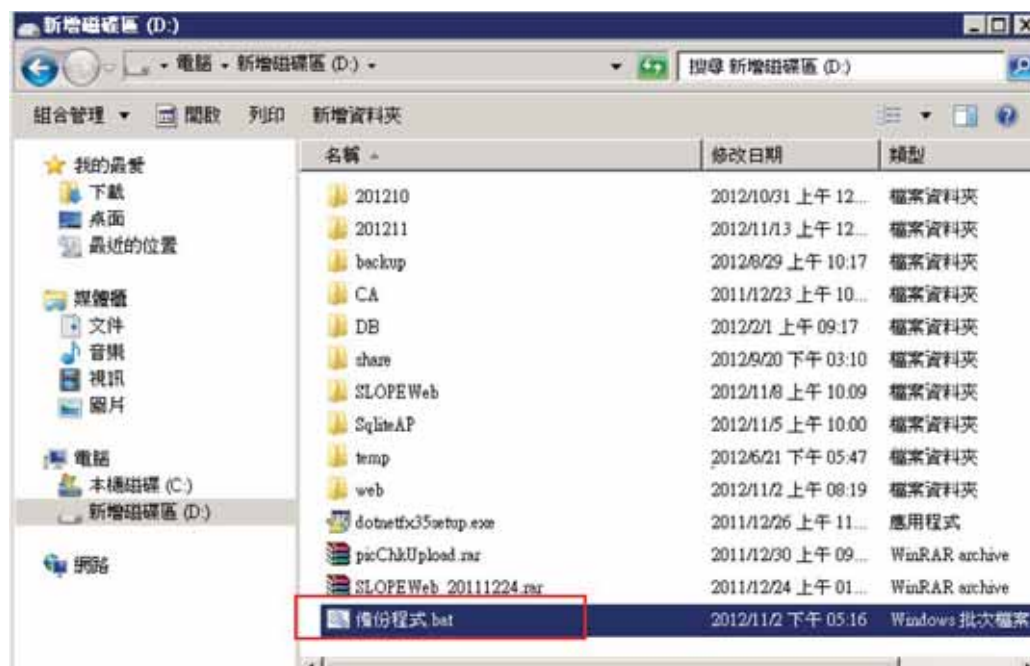 新增磁碟區 (D:)
電腦 新增磁碟區 (D:) 搜尋 新增磁碟區 (D:)
組合管理 開啟 列印 新增資料夾
名稱 修改日期 類型
我的最愛
下載
桌面
最近的位置
媒體櫃
文件
音樂
視訊
圖片
電腦
本機磁碟 (C:)
新增磁碟區 (D:)
網路
201210 2012/10/31 上午 12... 檔案資料夾
201211 2012/11/13 上午 12... 檔案資料夾
backup 2012/8/29 上午 10:17 檔案資料夾
CA 2011/12/23 上午 10... 檔案資料夾
DB 2012/2/1 上午 09:17 檔案資料夾
share 2012/9/20 下午 03:10 檔案資料夾
SLOPEWeb 2012/11/8 上午 10:09 檔案資料夾
SqliteAP 2012/11/5 上午 10:00 檔案資料夾
temp 2012/6/21 下午 05:47 檔案資料夾
web 2012/11/2 上午 08:19 檔案資料夾
dotnetfx35setup.exe 2011/12/26 上午 11... 應用程式
picChkUpload.rar 2011/12/30 上午 09... WinRAR archive
SLOPEWeb_20111224.rar 2011/12/24 上午 01... WinRAR archive
備份程式.bat 2012/11/2 下午 05:16 Windows 批次檔案